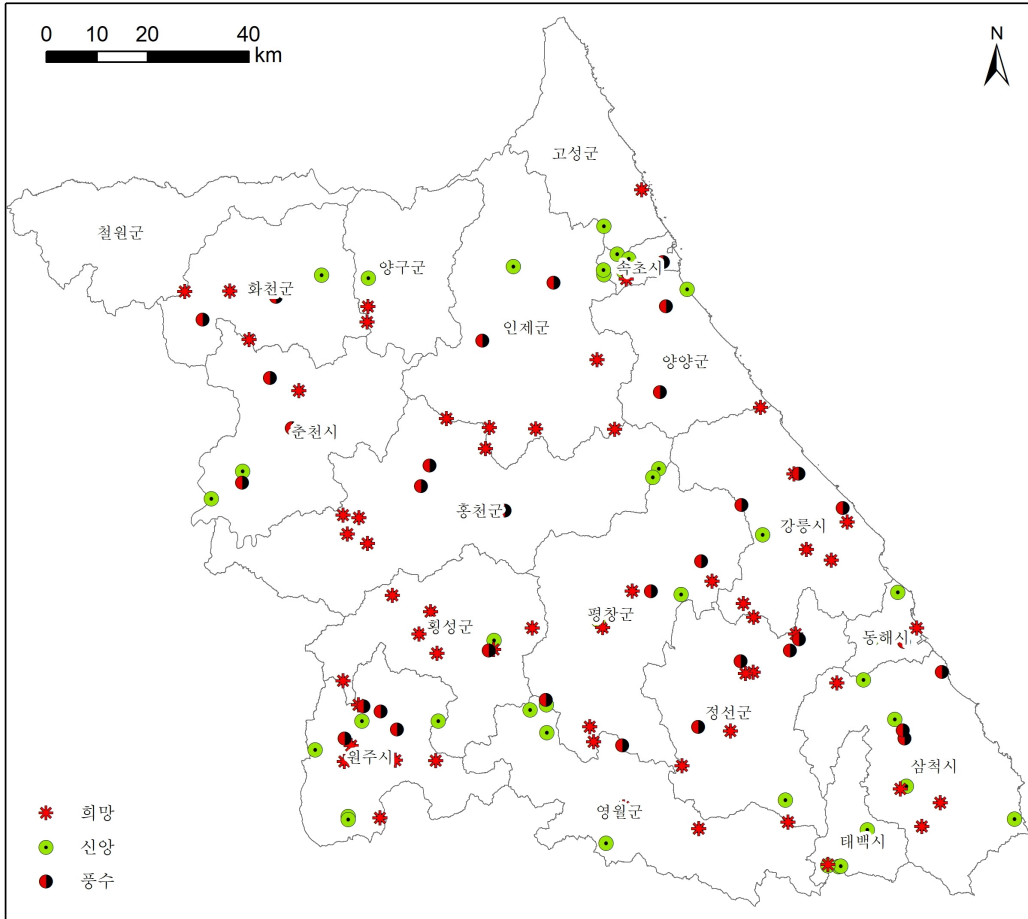 0 10 20 40
km
N
고성군
철원군
양구군
속초시
화천군
인제군
양양군
춘천시
홍천군
강릉시
평창군
횡성군
동해시
정선군
원주시
삼척시
영월군
태백시
희망
신앙
풍수